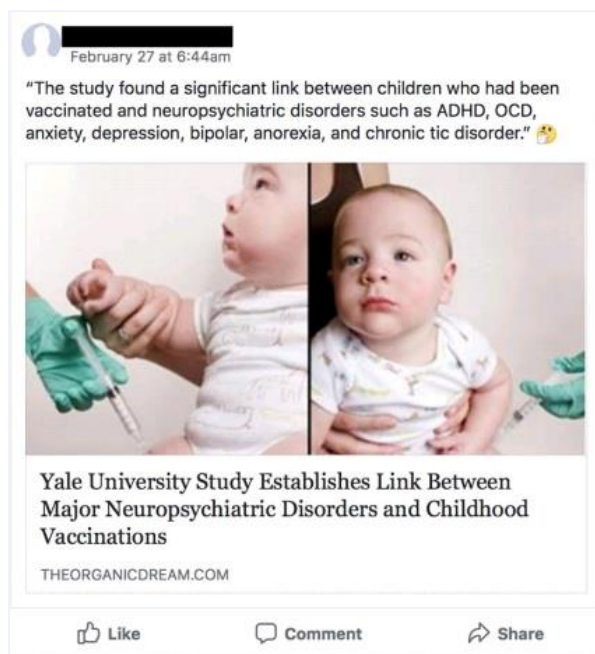 February 27 at 6:44am
“The study found a significant link between children who had been
vaccinated and neuropsychiatric disorders such as ADHD, OCD,
anxiety, depression, bipolar, anorexia, and chronic tic disorder.” 🤔
Yale University Study Establishes Link Between
Major Neuropsychiatric Disorders and Childhood
Vaccinations
THEORGANICDREAM.COM
Like Comment Share